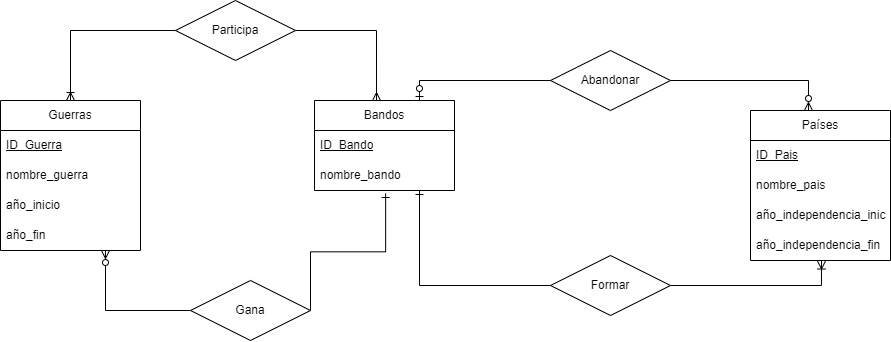 Participa
Abandonar
Guerras
ID_Guerra
nombre_guerra
año_inicio
año_fin
Bandos
ID_Bando
nombre_bando
Países
ID_Pais
nombre_pais
año_independencia_inic
año_independencia_fin
Gana
Formar